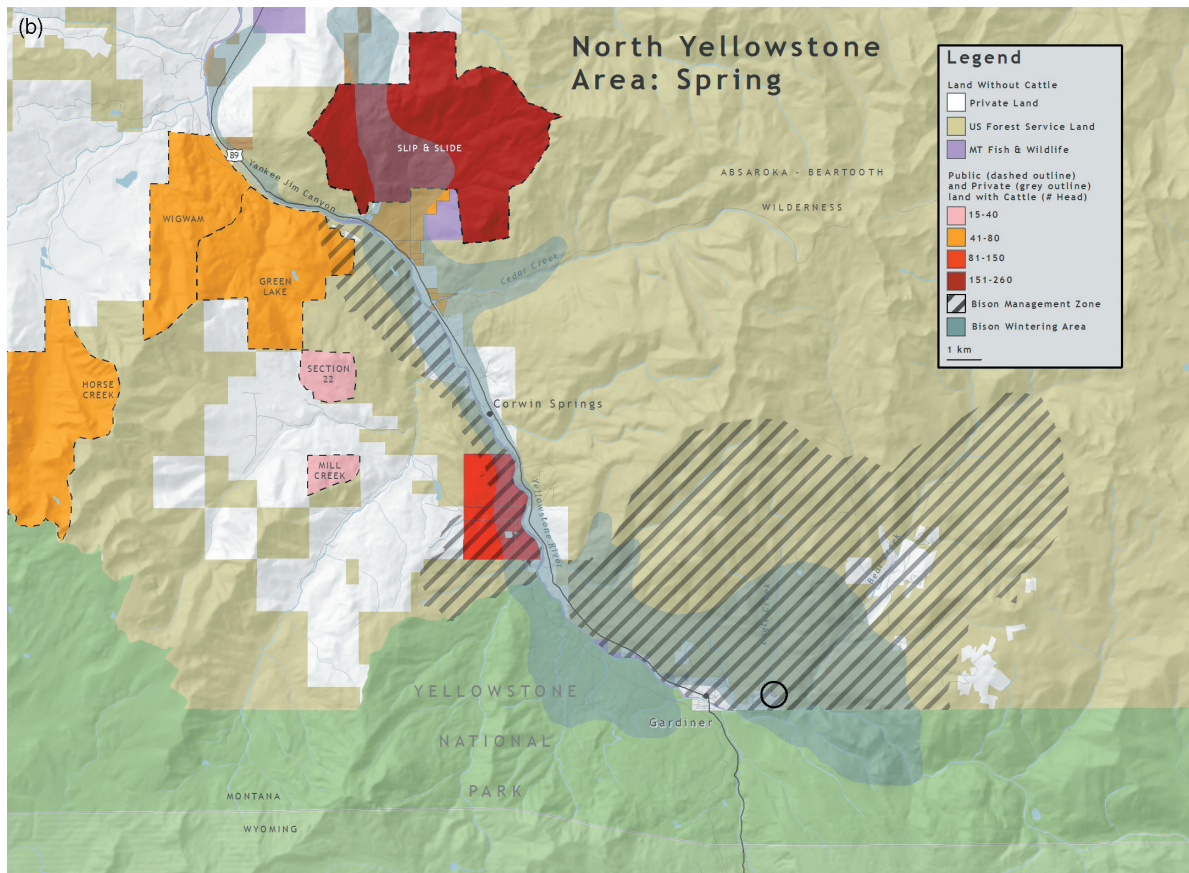 (b)
North Yellowstone
Area: Spring
Legend
Land Without Cattle
Private Land
US Forest Service Land
MT Fish & Wildlife
Public (dashed outline)
and Private (grey outline)
land with Cattle (# Head)
15-40
41-80
81-150
151-260
Bison Management Zone
Bison Wintering Area
1 km
SLIP & SLIDE
89
Yankee Jim Canyon
ABSAROKA - BEARTOOTH
WILDERNESS
WIGWAM
GREEN
LAKE
Cedar Creek
SECTION
22
HORSE
CREEK
Corwin Springs
MILL
CREEK
Yellowstone River
YELLOWSTONE
NATIONAL
PARK
Gardiner
MONTANA
WYOMING